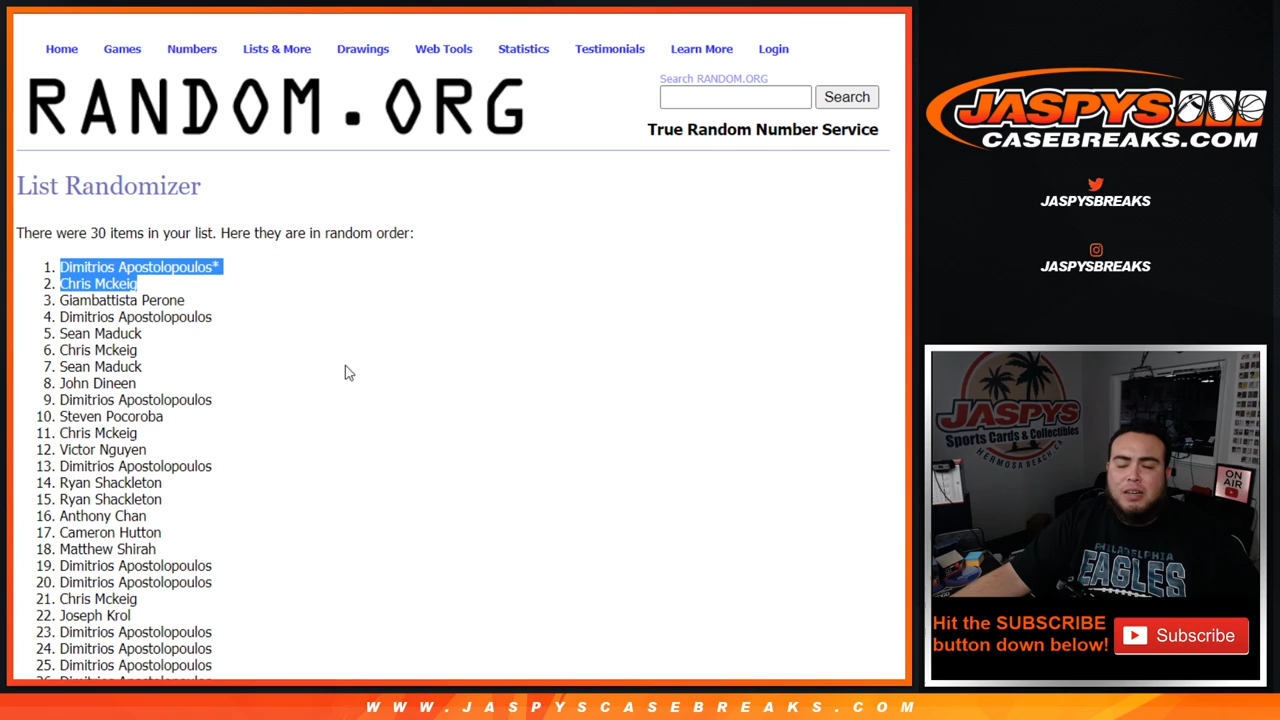 Home Games Numbers Lists & More Drawings Web Tools Statistics Testimonials Learn More Login
RANDOM.ORG
Search RANDOM.ORG
Search
True Random Number Service
List Randomizer
There were 30 items in your list. Here they are in random order:
1. Dimitrios Apostolopoulos*
2. Chris Mckeig
3. Giambattista Perone
4. Dimitrios Apostolopoulos
5. Sean Maduck
6. Chris Mckeig
7. Sean Maduck
8. John Dineen
9. Dimitrios Apostolopoulos
10. Steven Pocoroba
11. Chris Mckeig
12. Victor Nguyen
13. Dimitrios Apostolopoulos
14. Ryan Shackleton
15. Ryan Shackleton
16. Anthony Chan
17. Cameron Hutton
18. Matthew Shirah
19. Dimitrios Apostolopoulos
20. Dimitrios Apostolopoulos
21. Chris Mckeig
22. Joseph Krol
23. Dimitrios Apostolopoulos
24. Dimitrios Apostolopoulos
25. Dimitrios Apostolopoulos
JASPYS
CASEBREAKS.COM
JASPYSBREAKS
JASPYSBREAKS
JASPYS
Sports Cards & Collectibles
HERMOSA BEACH, CA
ON
AIR
PHILADELPHIA
EAGLES
Hit the SUBSCRIBE
button down below!
Subscribe
WWW.JASPYSCASEBREAKS.COM